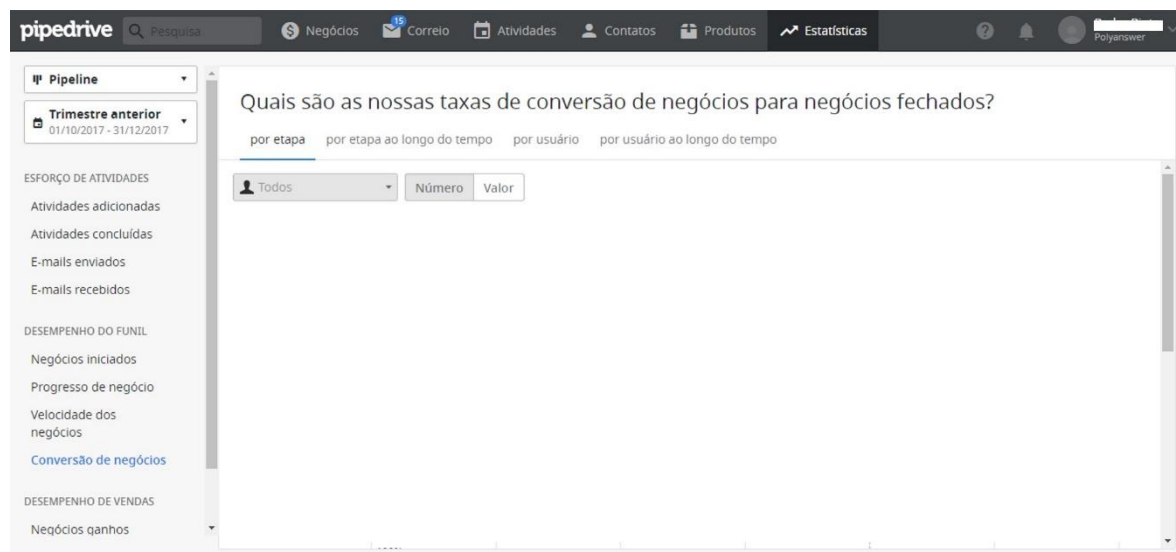 pipedrive Pesquisa Negócios 15 Correio Atividades Contatos Produtos Estatísticas
Polyanswer
Pipeline
Trimestre anterior
01/10/2017 - 31/12/2017
ESFORÇO DE ATIVIDADES
Atividades adicionadas
Atividades concluídas
E-mails enviados
E-mails recebidos
DESEMPENHO DO FUNIL
Negócios iniciados
Progresso de negócio
Velocidade dos
negócios
Conversão de negócios
DESEMPENHO DE VENDAS
Negócios ganhos
Quais são as nossas taxas de conversão de negócios para negócios fechados?
por etapa por etapa ao longo do tempo por usuário por usuário ao longo do tempo
Todos Número Valor